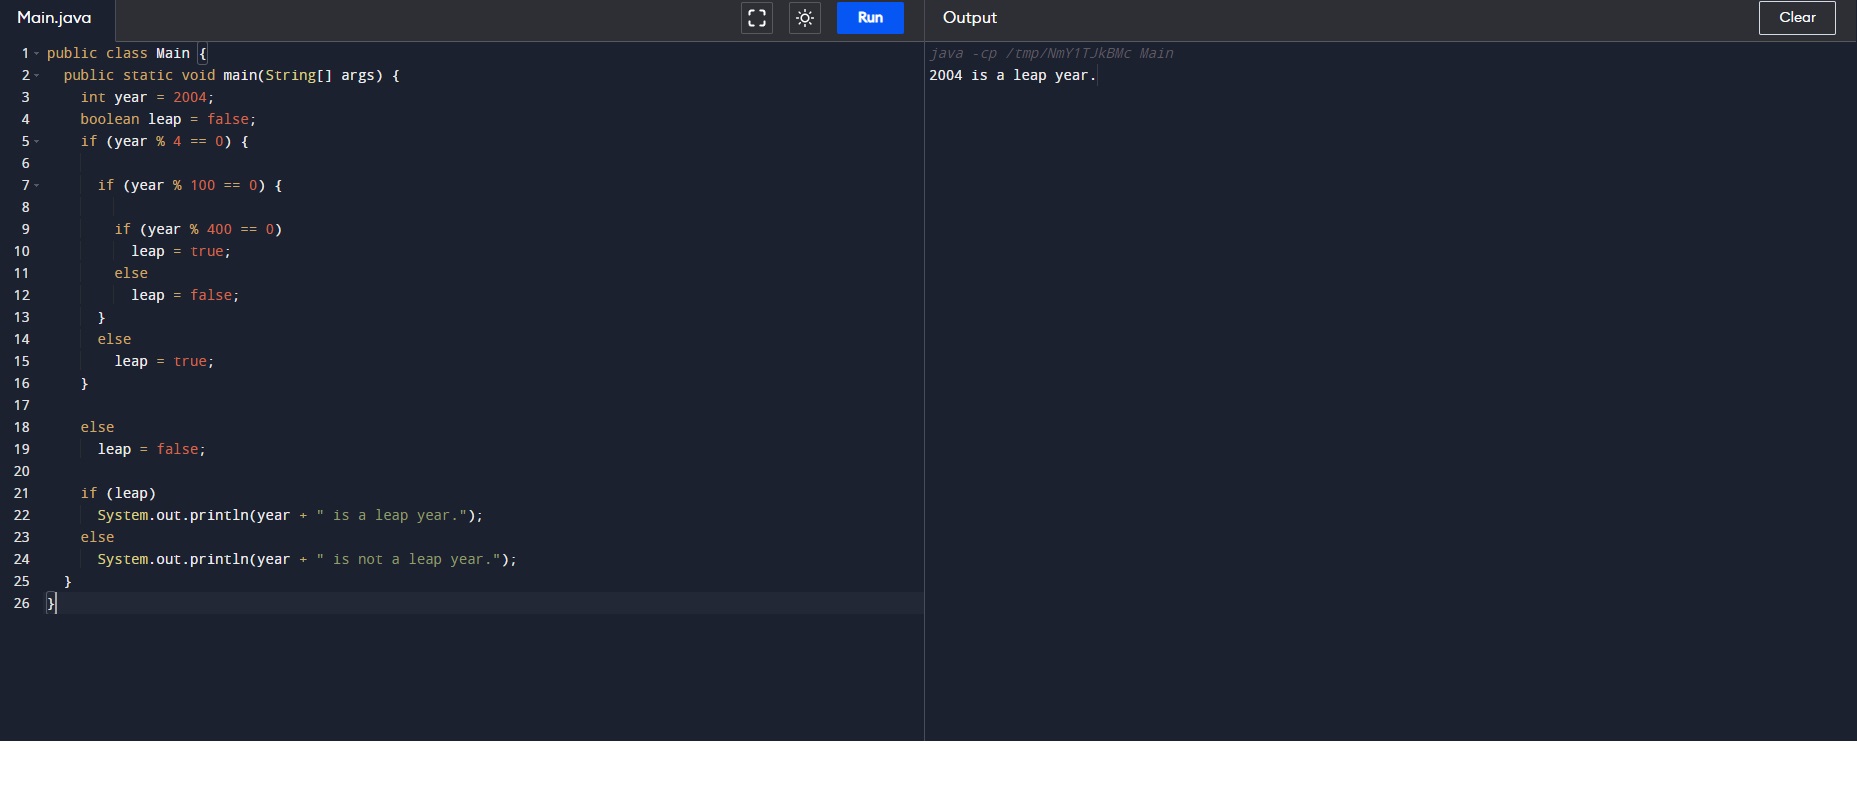 Main.java
Run
Output
Clear
1 public class Main {
2 public static void main(String[] args) {
3 int year = 2004;
4 boolean leap = false;
5 if (year % 4 == 0) {
6
7 if (year % 100 == 0) {
8
9 if (year % 400 == 0)
10 leap = true;
11 else
12 leap = false;
13 }
14 else
15 leap = true;
16 }
17
18 else
19 leap = false;
20
21 if (leap)
22 System.out.println(year + " is a leap year.");
23 else
24 System.out.println(year + " is not a leap year.");
25 }
26 }
java -cp /tmp/NmY1TJkBMc Main
2004 is a leap year.